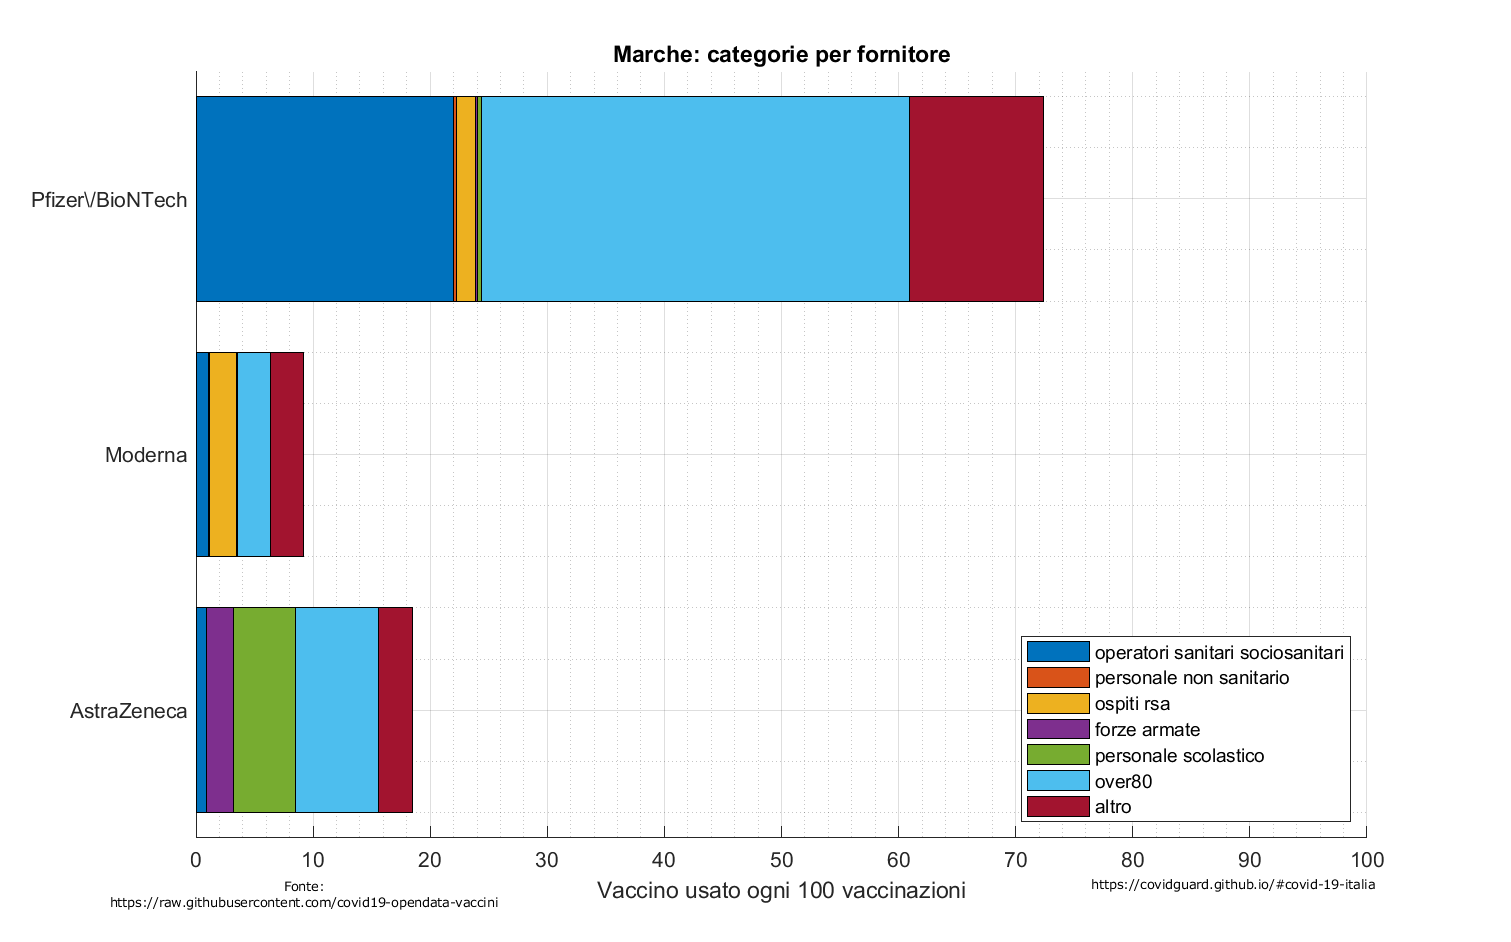 Marche: categorie per fornitore
Pfizer\/BioNTech
Moderna
AstraZeneca
operatori sanitari sociosanitari
personale non sanitario
ospiti rsa
forze armate
personale scolastico
over80
altro
0 10 20 30 40 50 60 70 80 90 100
Vaccino usato ogni 100 vaccinazioni
Fonte:
https://raw.githubusercontent.com/covid19-opendata-vaccini
https://covidguard.github.io/#covid-19-italia